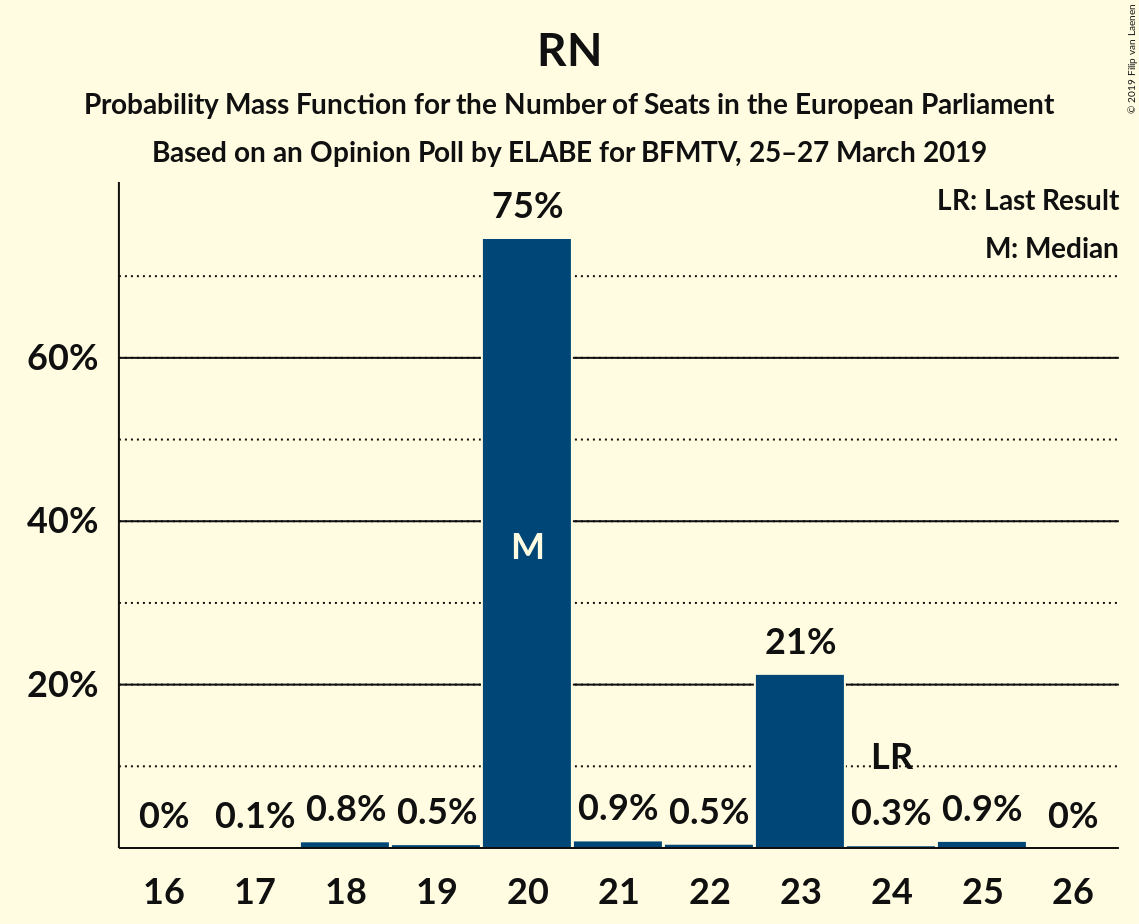 RN
Probability Mass Function for the Number of Seats in the European Parliament
Based on an Opinion Poll by ELABE for BFMTV, 25–27 March 2019
© 2019 Filip van Laenen
LR: Last Result
M: Median
75%
60%
40%
M
21%
20%
LR
0% 0.1% 0.8% 0.5% 0.9% 0.5% 0.3% 0.9% 0%
16 17 18 19 20 21 22 23 24 25 26